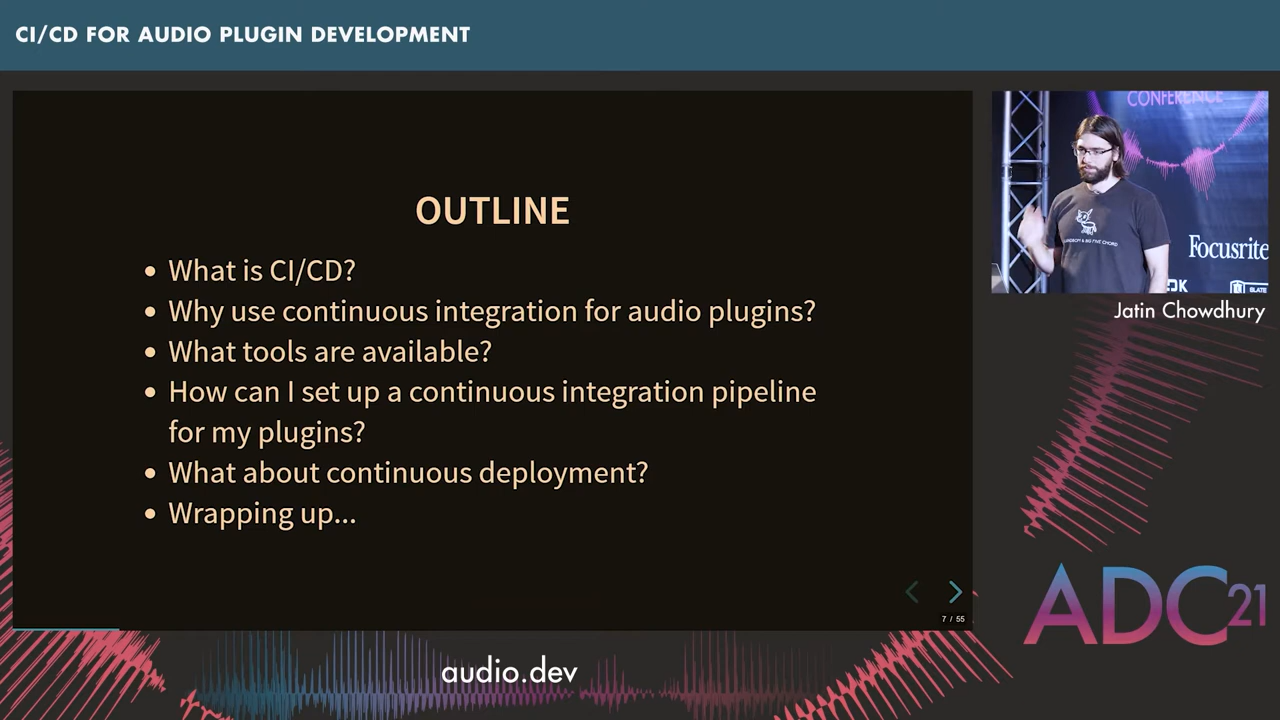 CI/CD FOR AUDIO PLUGIN DEVELOPMENT
CONFERENCE
OUTLINE
• What is CI/CD?
• Why use continuous integration for audio plugins?
• What tools are available?
• How can I set up a continuous integration pipeline
for my plugins?
• What about continuous deployment?
• Wrapping up...
Focusrite
SLATE
Jatin Chowdhury
7 / 55
ADC21
audio.dev